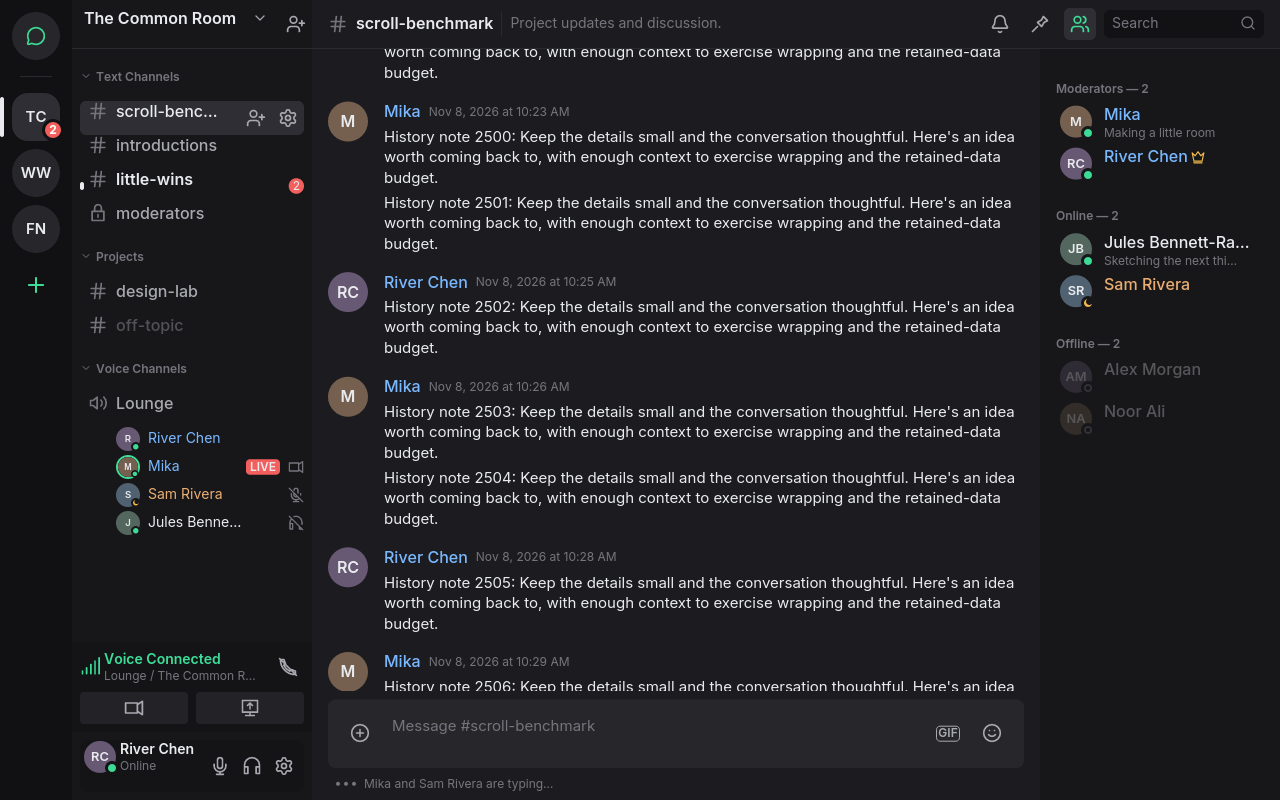 TC
2
WW
FN
The Common Room
Text Channels
scroll-benc...
introductions
little-wins
2
moderators
Projects
design-lab
off-topic
Voice Channels
Lounge
R
River Chen
M
Mika
LIVE
S
Sam Rivera
J
Jules Benne...
Voice Connected
Lounge / The Common R...
RC
River Chen
Online
scroll-benchmark
Project updates and discussion.
Search
worth coming back to, with enough context to exercise wrapping and the retained-data
budget.
M
Mika Nov 8, 2026 at 10:23 AM
History note 2500: Keep the details small and the conversation thoughtful. Here's an idea
worth coming back to, with enough context to exercise wrapping and the retained-data
budget.
History note 2501: Keep the details small and the conversation thoughtful. Here's an idea
worth coming back to, with enough context to exercise wrapping and the retained-data
budget.
RC
River Chen Nov 8, 2026 at 10:25 AM
History note 2502: Keep the details small and the conversation thoughtful. Here's an idea
worth coming back to, with enough context to exercise wrapping and the retained-data
budget.
M
Mika Nov 8, 2026 at 10:26 AM
History note 2503: Keep the details small and the conversation thoughtful. Here's an idea
worth coming back to, with enough context to exercise wrapping and the retained-data
budget.
History note 2504: Keep the details small and the conversation thoughtful. Here's an idea
worth coming back to, with enough context to exercise wrapping and the retained-data
budget.
RC
River Chen Nov 8, 2026 at 10:28 AM
History note 2505: Keep the details small and the conversation thoughtful. Here's an idea
worth coming back to, with enough context to exercise wrapping and the retained-data
budget.
M
Mika Nov 8, 2026 at 10:29 AM
History note 2506: Keep the details small and the conversation thoughtful. Here's an idea
Message #scroll-benchmark
GIF
Mika and Sam Rivera are typing...
Moderators — 2
M
Mika
Making a little room
RC
River Chen
Online — 2
JB
Jules Bennett-Ra...
Sketching the next thi...
SR
Sam Rivera
Offline — 2
AM
Alex Morgan
NA
Noor Ali